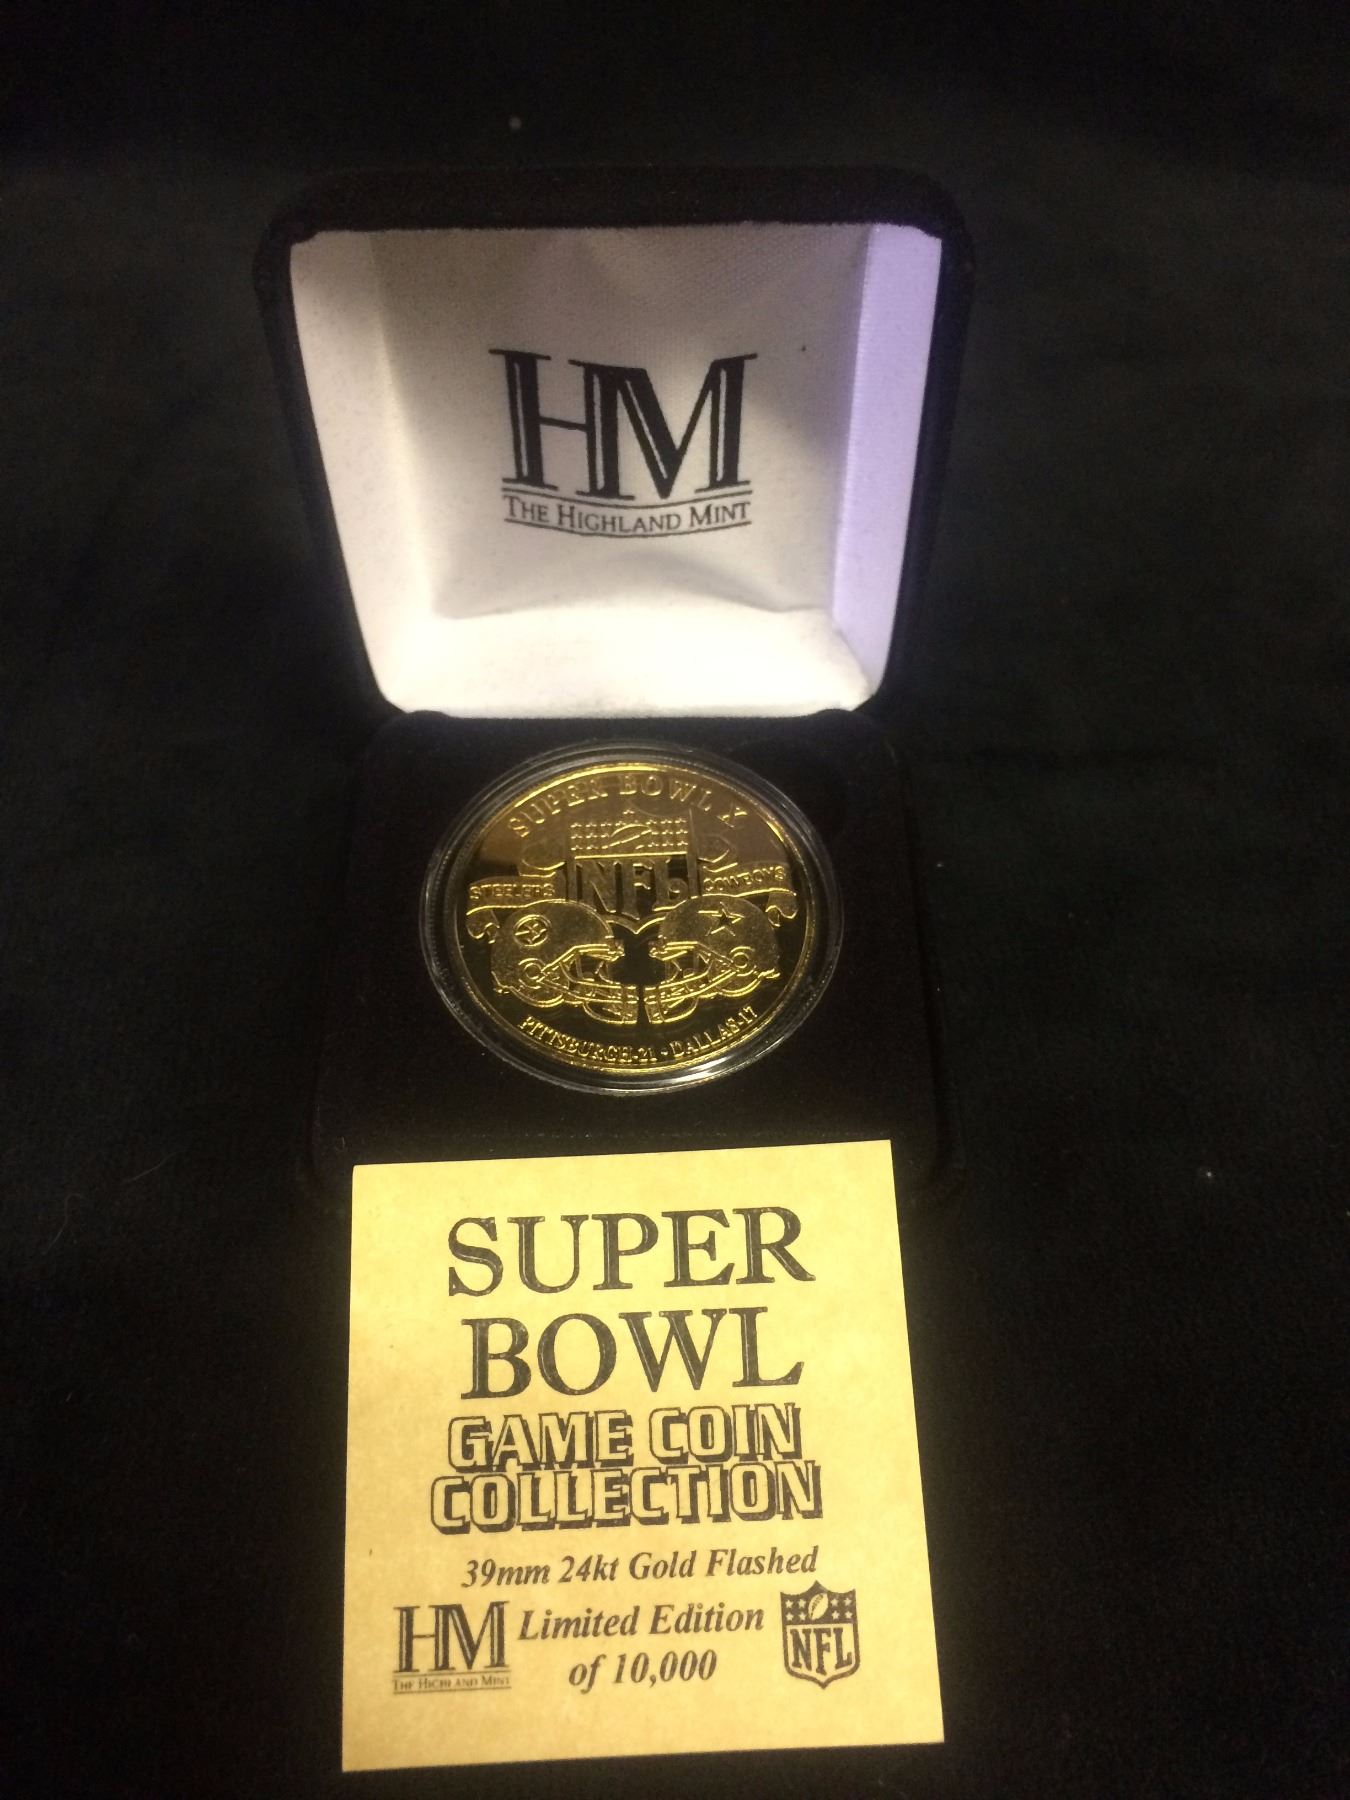 HM
THE HIGHLAND MINT
SUPER BOWL X
NFL
STEELERS
COWBOYS
PITTSBURGH-21 · DALLAS-17
SUPER
BOWL
GAME COIN
COLLECTION
39mm 24kt Gold Flashed
HM
THE HIGHLAND MINT
Limited Edition
of 10,000
NFL